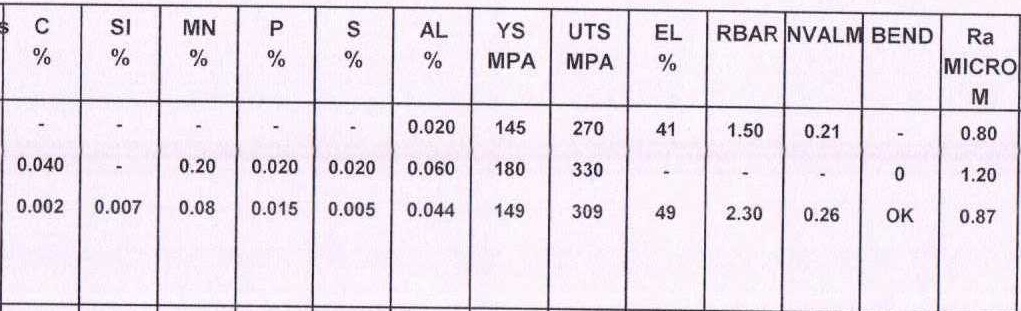 s C SI MN P S AL YS UTS EL RBAR NVALM BEND Ra
% % % % % % MPA MPA % MICRO
M
- - - - - 0.020 145 270 41 1.50 0.21 - 0.80
0.040 - 0.20 0.020 0.020 0.060 180 330 - - - 0 1.20
0.002 0.007 0.08 0.015 0.005 0.044 149 309 49 2.30 0.26 OK 0.87